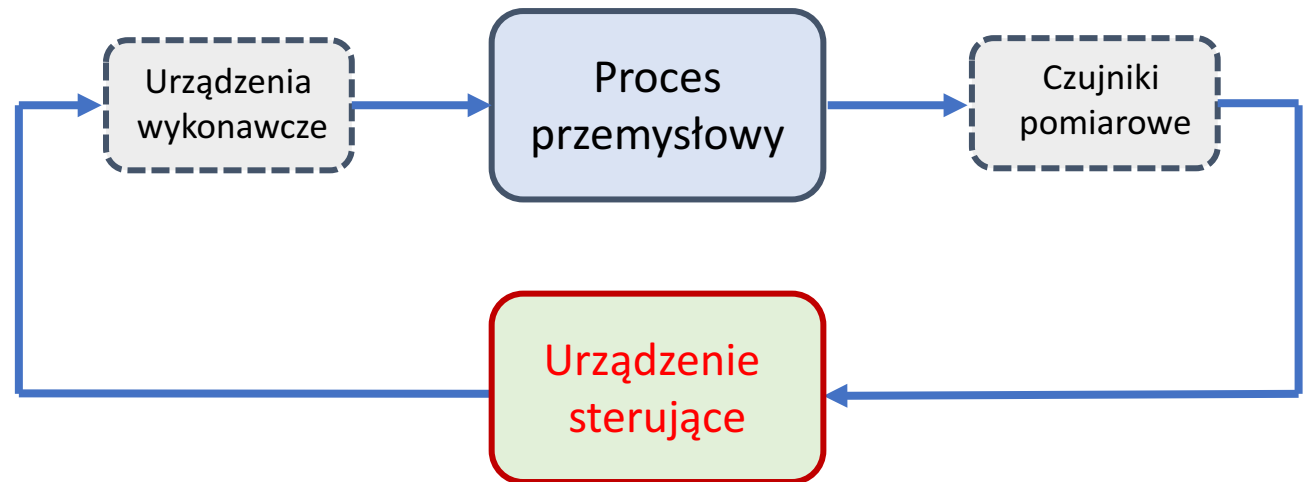 Urządzenia
wykonawcze
Proces
przemysłowy
Czujniki
pomiarowe
Urządzenie
sterujące